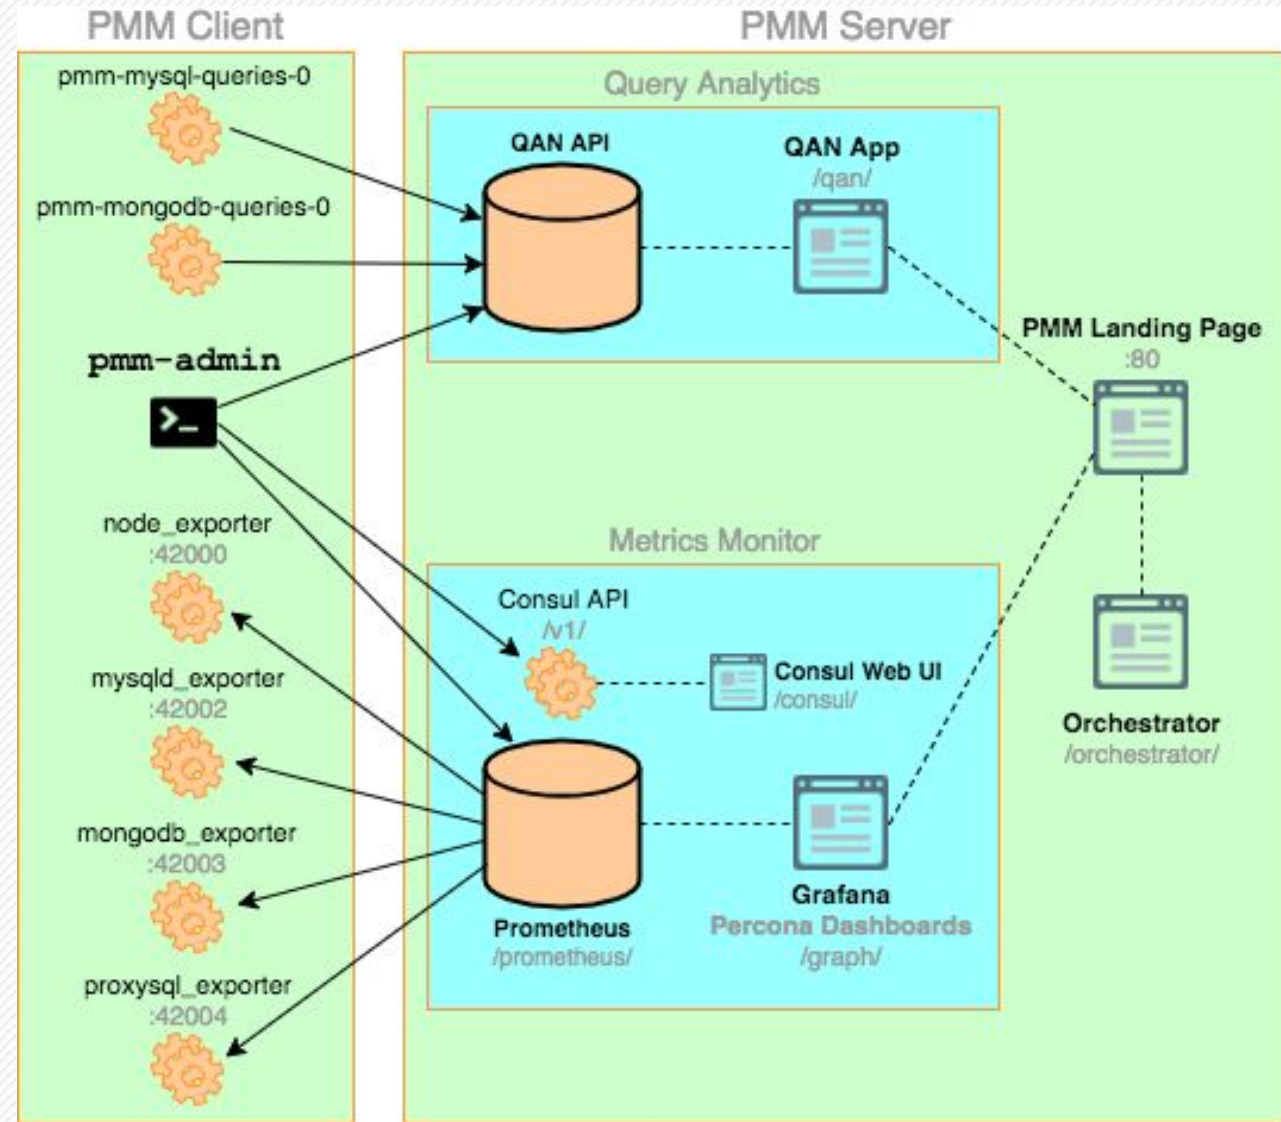 PMM Client
pmm-mysql-queries-0
pmm-mongodb-queries-0
pmm-admin
>_
node_exporter
:42000
mysqld_exporter
:42002
mongodb_exporter
:42003
proxysql_exporter
:42004
PMM Server
Query Analytics
QAN API
QAN App
/qan/
PMM Landing Page
:80
Metrics Monitor
Consul API
/v1/
Consul Web UI
/consul/
Orchestrator
/orchestrator/
Prometheus
/prometheus/
Grafana
Percona Dashboards
/graph/